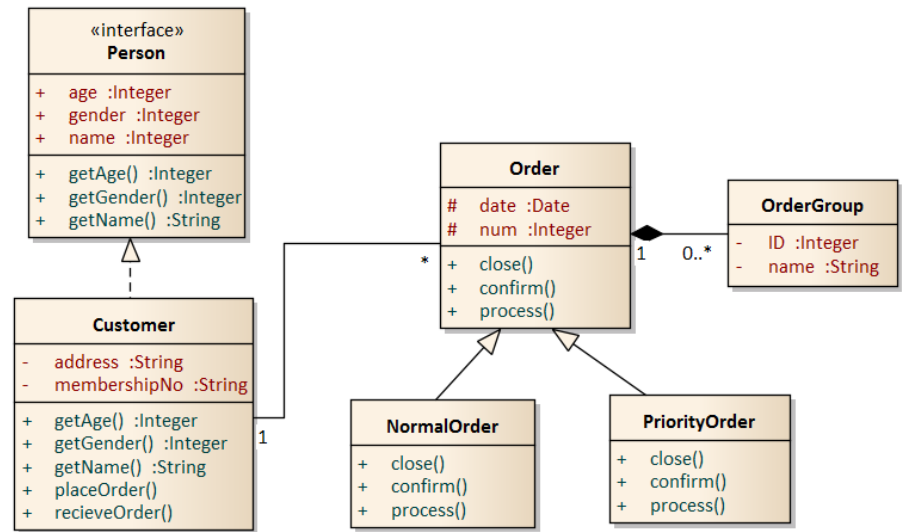 «interface»
Person
+ age :Integer
+ gender :Integer
+ name :Integer
+ getAge() :Integer
+ getGender() :Integer
+ getName() :String
Customer
- address :String
- membershipNo :String
+ getAge() :Integer
+ getGender() :Integer
+ getName() :String
+ placeOrder()
+ recieveOrder()
1
*
Order
# date :Date
# num :Integer
+ close()
+ confirm()
+ process()
1
0..*
OrderGroup
- ID :Integer
- name :String
NormalOrder
+ close()
+ confirm()
+ process()
PriorityOrder
+ close()
+ confirm()
+ process()